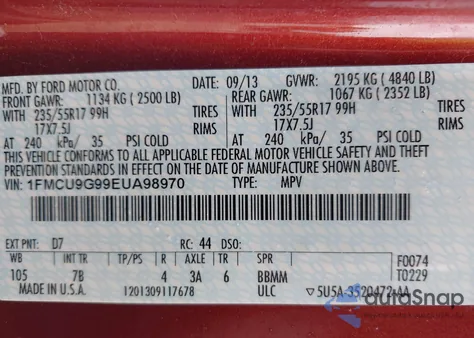 MFD. BY FORD MOTOR CO. DATE: 09/13 GVWR: 2195 KG ( 4840 LB)
FRONT GAWR: 1134 KG ( 2500 LB) REAR GAWR: 1067 KG ( 2352 LB)
WITH 235/55R17 99H TIRES WITH 235/55R17 99H TIRES
17X7.5J RIMS 17X7.5J RIMS
AT 240 kPA/ 35 PSI COLD AT 240 kPA/ 35 PSI COLD
THIS VEHICLE CONFORMS TO ALL APPLICABLE FEDERAL MOTOR VEHICLE SAFETY AND THEFT
PREVENTION STANDARDS IN EFFECT ON THE DATE OF MANUFACTURE SHOWN ABOVE.
VIN: 1FMCU9G99EUA98970 TYPE: MPV
EXT PNT: D7 RC: 44 DSO:
WB INT TR TP/PS R AXLE TR SPR F0074
105 7B 4 3A 6 BBMM T0229
MADE IN U.S.A. 1201309117678 ULC 5U5A-3520472-AA
autoSnap